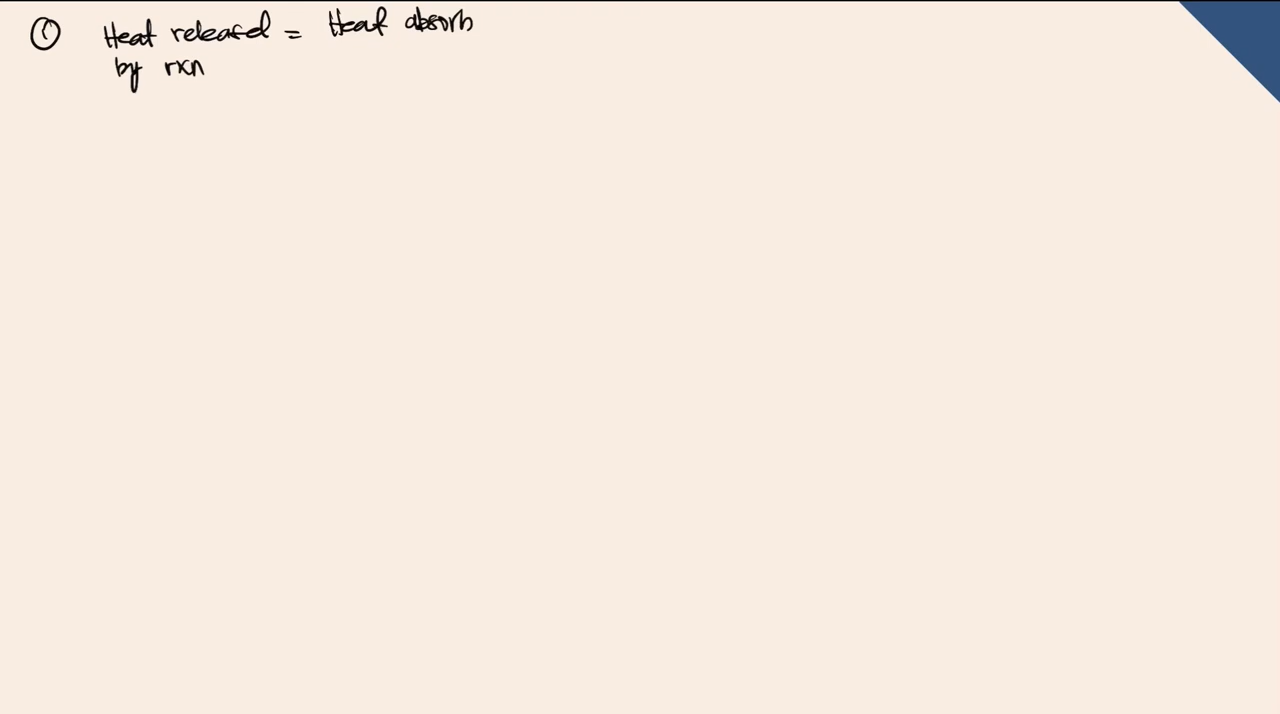 ① Heat released = Heat absorb
by rxn